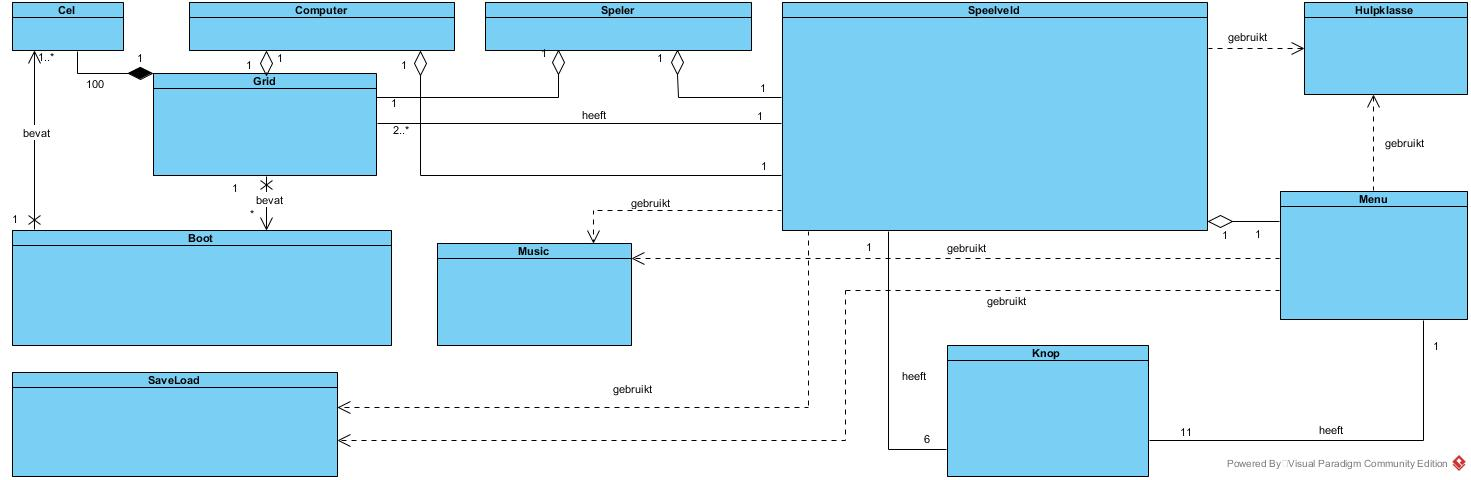 Cel
Computer
Speler
Speelveld
Hulpklasse
gebruikt
1..*
1
1
1
1
1
1
100
Grid
1
1
heeft
1
2..*
bevat
gebruikt
1
1
bevat
1
*
gebruikt
Menu
1
Boot
1
1
Music
1
gebruikt
gebruikt
Knop
1
SaveLoad
heeft
gebruikt
6
11
heeft
Powered By Visual Paradigm Community Edition